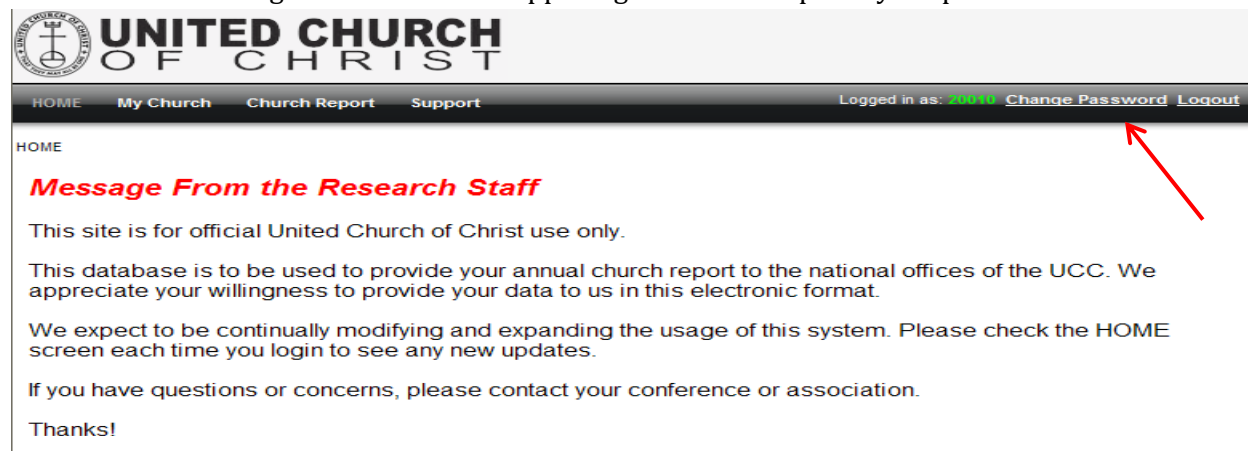 UNITED CHURCH
OF CHRIST
HOME My Church Church Report Support Logged in as: 20010 Change Password Logout
HOME
Message From the Research Staff
This site is for official United Church of Christ use only.
This database is to be used to provide your annual church report to the national offices of the UCC. We
appreciate your willingness to provide your data to us in this electronic format.
We expect to be continually modifying and expanding the usage of this system. Please check the HOME
screen each time you login to see any new updates.
If you have questions or concerns, please contact your conference or association.
Thanks!